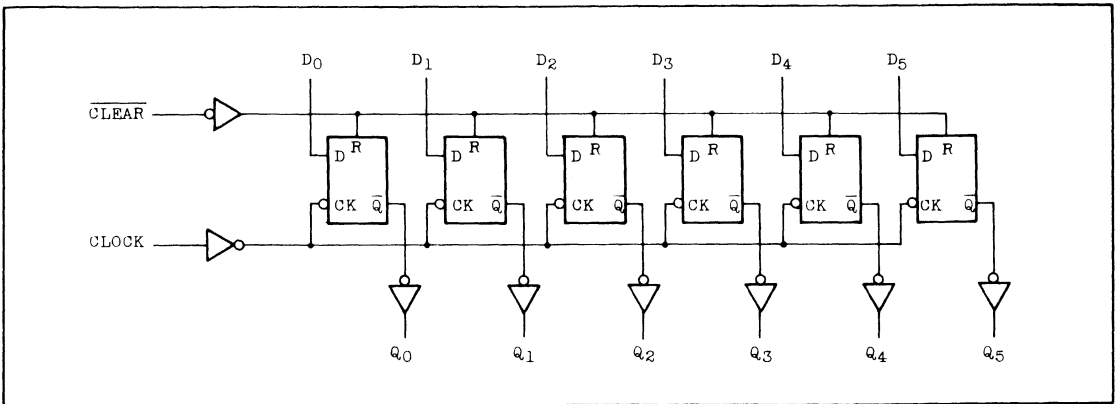 D0 D1 D2 D3 D4 D5
C̅L̅E̅A̅R̅
R R R R R R
D D D D D D
CK Q̅ CK Q̅ CK Q̅ CK Q̅ CK Q̅ CK Q̅
CLOCK
Q0 Q1 Q2 Q3 Q4 Q5